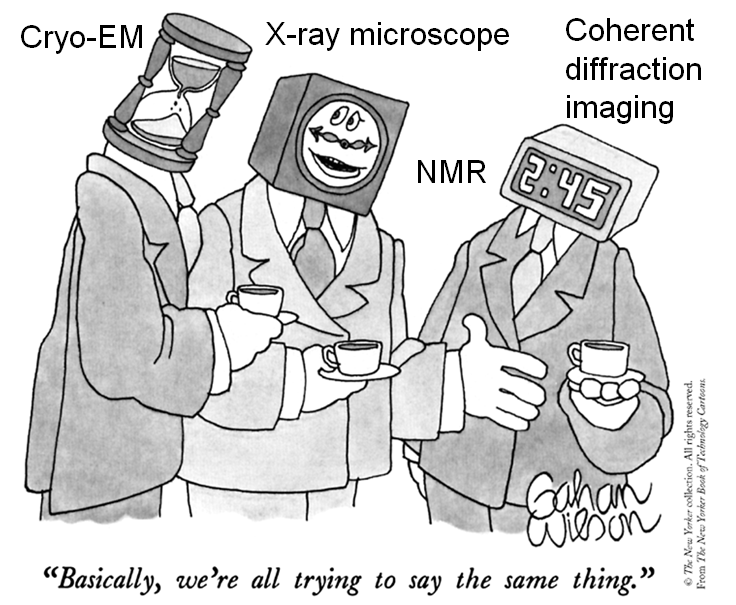 Cryo-EM
X-ray microscope
Coherent
diffraction
imaging
NMR
2:45
Gahan
Wilson
© The New Yorker collection. All rights reserved.
From The New Yorker Book of Technology Cartoons.
“Basically, we're all trying to say the same thing.”